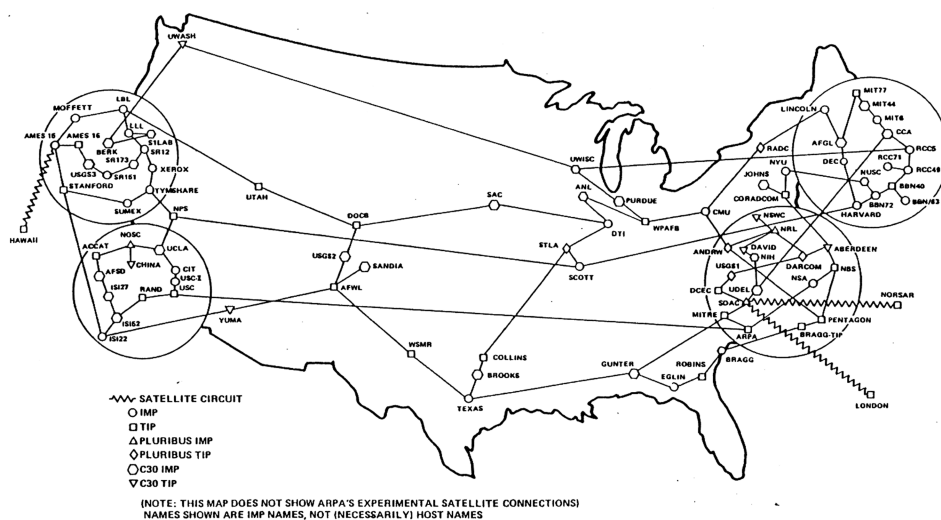 UWASH
MOFFETT
LBL
LLL
S1LAB
SR12
AMES 16
AMES 16
BERK
SR173
USGS3
SR161
XEROX
STANFORD
TYMSHARE
SUMEX
HAWAII
NPS
NOSC
ACCAT
UCLA
CHINA
AFSD
CIT
ISI27
RAND
USC
ISI52
ISI22
YUMA
UTAH
DOCB
USGS2
SANDIA
AFWL
WSMR
SAC
UWISC
ANL
PURDUE
DTI
WPAFB
STLA
SCOTT
CMU
COLLINS
BROOKS
TEXAS
GUNTER
EGLIN
ROBINS
BRAGG
BRAGG-TIP
LINCOLN
MIT77
MIT44
MIT6
CCA
RADC
AFGL
RCC5
DEC
RCC71
RCC49
NYU
NUSC
BBN40
JOHNS
CORADCOM
HARVARD
BBN72
BBN/63
NSWC
NRL
ANDRW
DAVID
NIH
ABERDEEN
USGS1
DARCOM
NBS
NSA
DCEC
UDEL
SDAC
NORSAR
MITRE
PENTAGON
ARPA
LONDON
SATELLITE CIRCUIT
IMP
TIP
PLURIBUS IMP
PLURIBUS TIP
C30 IMP
C30 TIP
(NOTE: THIS MAP DOES NOT SHOW ARPA'S EXPERIMENTAL SATELLITE CONNECTIONS)
NAMES SHOWN ARE IMP NAMES, NOT (NECESSARILY) HOST NAMES